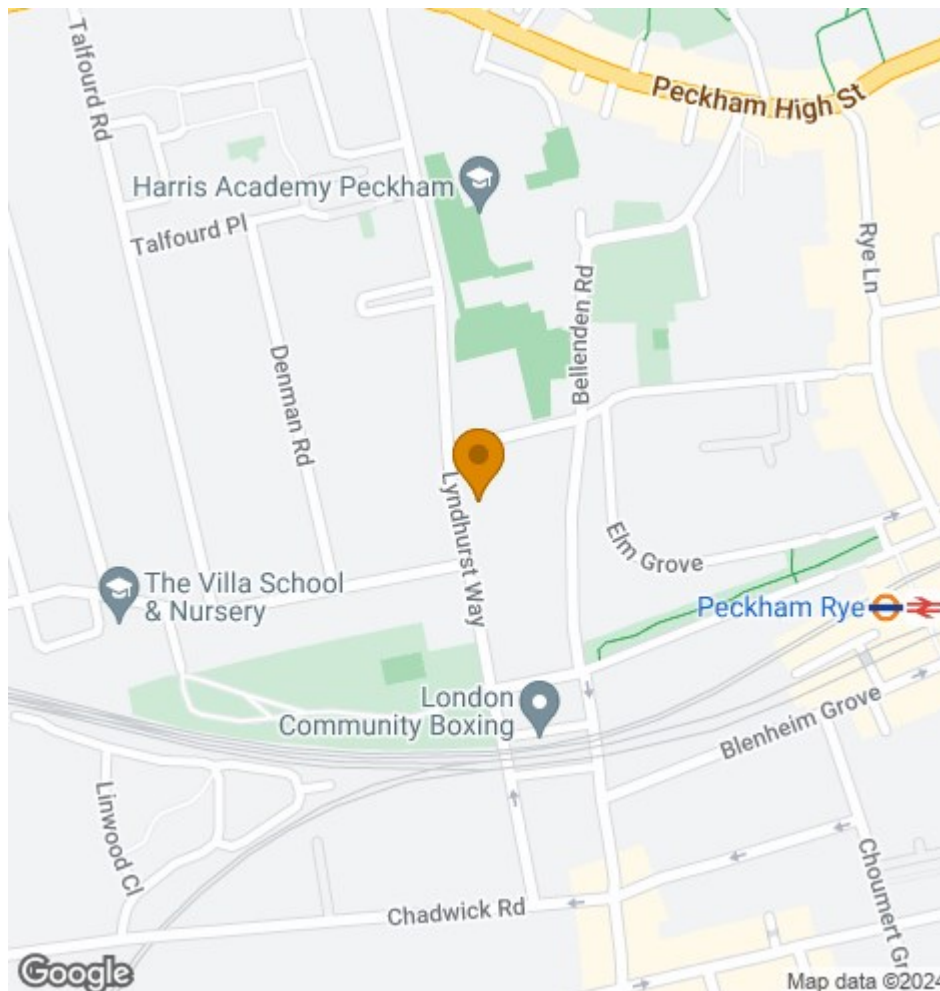 Talfourd Rd
Peckham High St
Harris Academy Peckham
Talfourd Pl
Rye Ln
Bellenden Rd
Denman Rd
Lyndhurst Way
Elm Grove
The Villa School
& Nursery
Peckham Rye
London
Community Boxing
Blenheim Grove
Linwood Cl
Choumert Gro
Chadwick Rd
Google
Map data ©2024